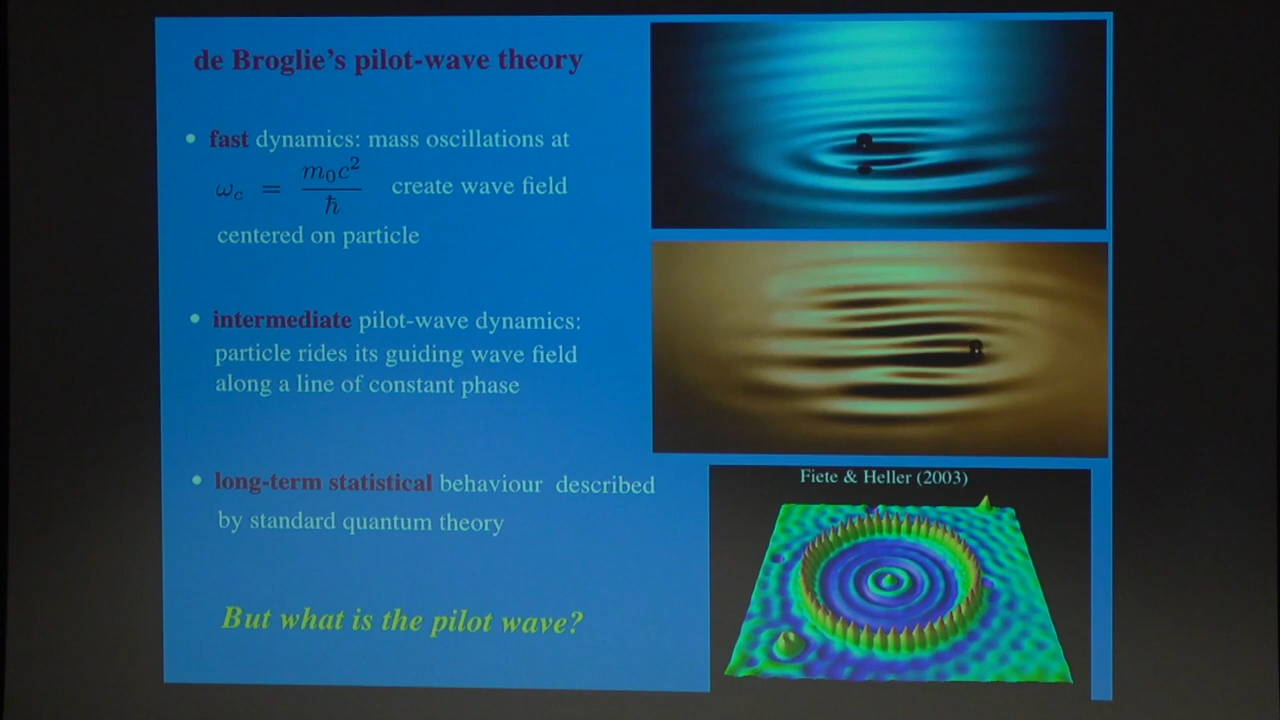 de Broglie's pilot-wave theory
• fast dynamics: mass oscillations at
ω_c = m₀c²/ħ create wave field
centered on particle
• intermediate pilot-wave dynamics:
particle rides its guiding wave field
along a line of constant phase
• long-term statistical behaviour described
by standard quantum theory
But what is the pilot wave?
Fiete & Heller (2003)